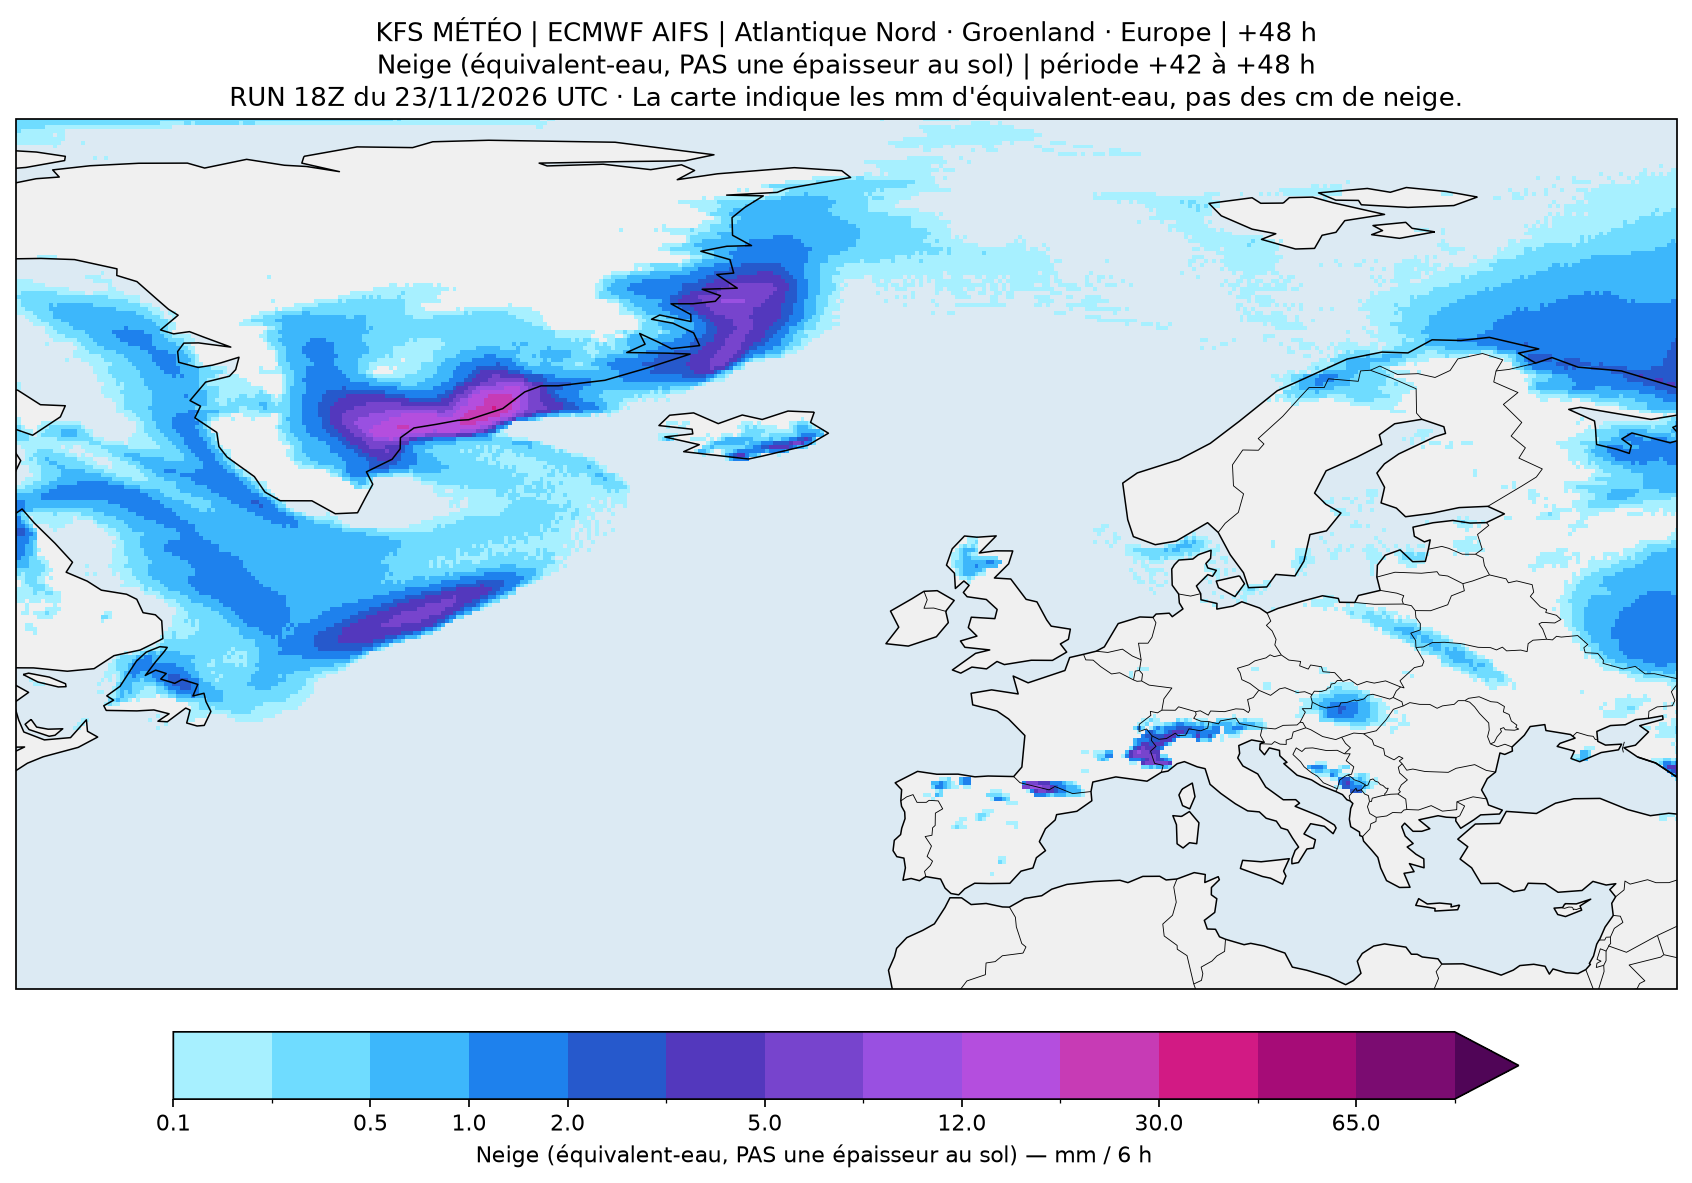 KFS MÉTÉO | ECMWF AIFS | Atlantique Nord · Groenland · Europe | +48 h
Neige (équivalent-eau, PAS une épaisseur au sol) | période +42 à +48 h
RUN 18Z du 23/11/2026 UTC · La carte indique les mm d'équivalent-eau, pas des cm de neige.
0.1 0.5 1.0 2.0 5.0 12.0 30.0 65.0
Neige (équivalent-eau, PAS une épaisseur au sol) — mm / 6 h